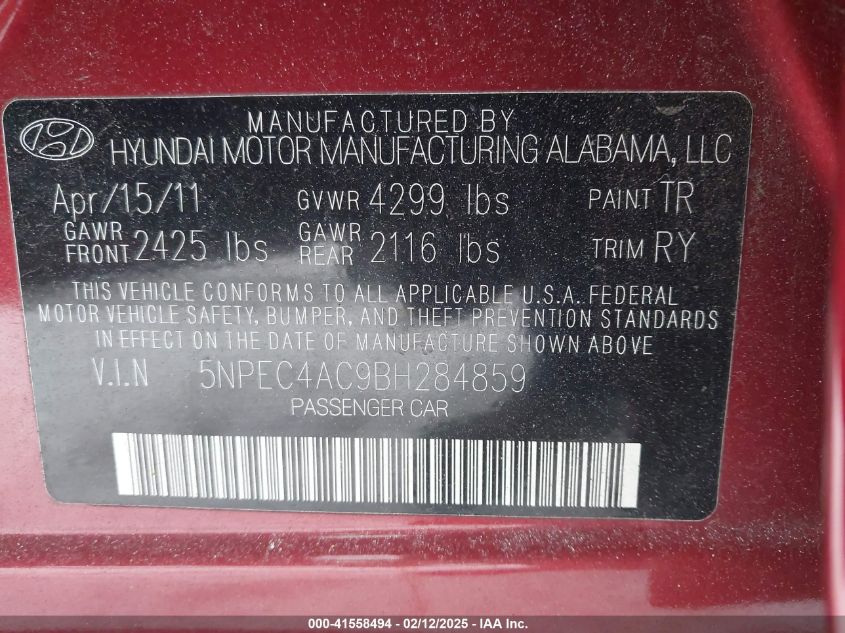 MANUFACTURED BY
HYUNDAI MOTOR MANUFACTURING ALABAMA, LLC
Apr/15/11 GVWR 4299 lbs PAINT TR
GAWR FRONT 2425 lbs GAWR REAR 2116 lbs TRIM RY
THIS VEHICLE CONFORMS TO ALL APPLICABLE U.S.A. FEDERAL
MOTOR VEHICLE SAFETY, BUMPER, AND THEFT PREVENTION STANDARDS
IN EFFECT ON THE DATE OF MANUFACTURE SHOWN ABOVE
V.I.N 5NPEC4AC9BH284859
PASSENGER CAR
000-41558494 - 02/12/2025 - IAA Inc.